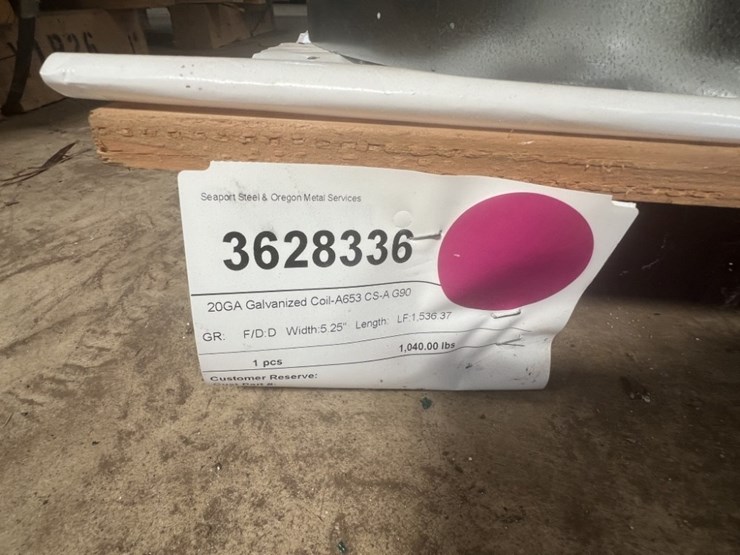 Seaport Steel & Oregon Metal Services
3628336
20GA Galvanized Coil-A653 CS-A G90
GR: F/D:D Width:5.25" Length: LF:1,536.37
1 pcs 1,040.00 lbs
Customer Reserve: